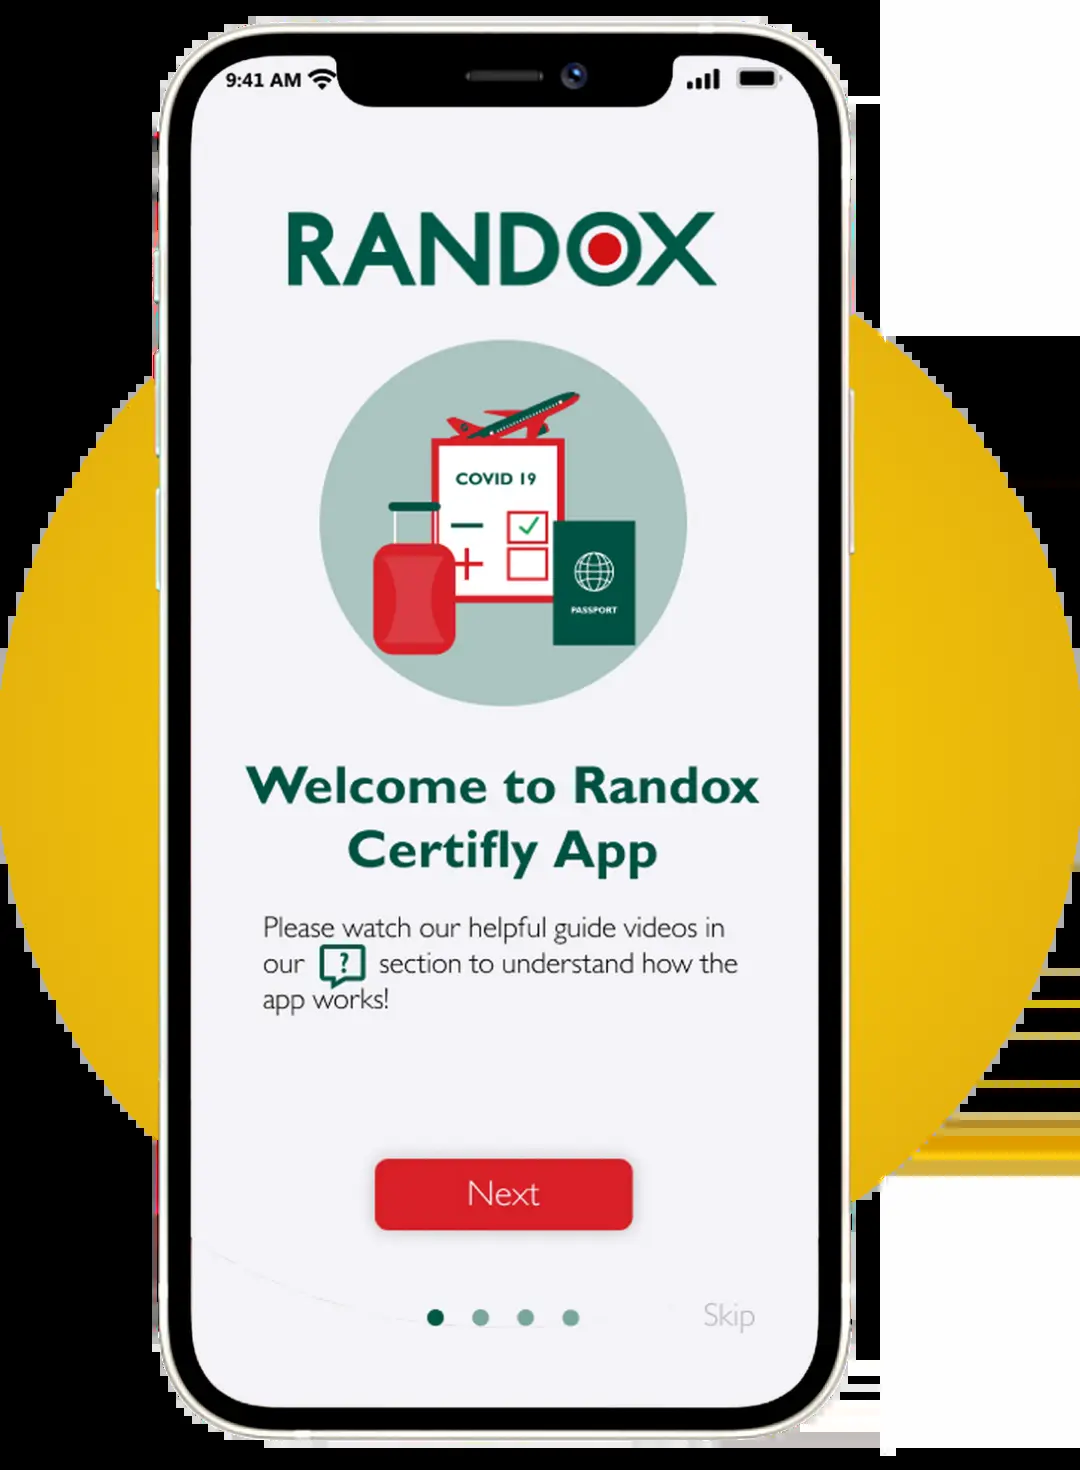 9:41 AM
RANDOX
COVID 19
PASSPORT
Welcome to Randox
Certifly App
Please watch our helpful guide videos in
our ? section to understand how the
app works!
Next
Skip